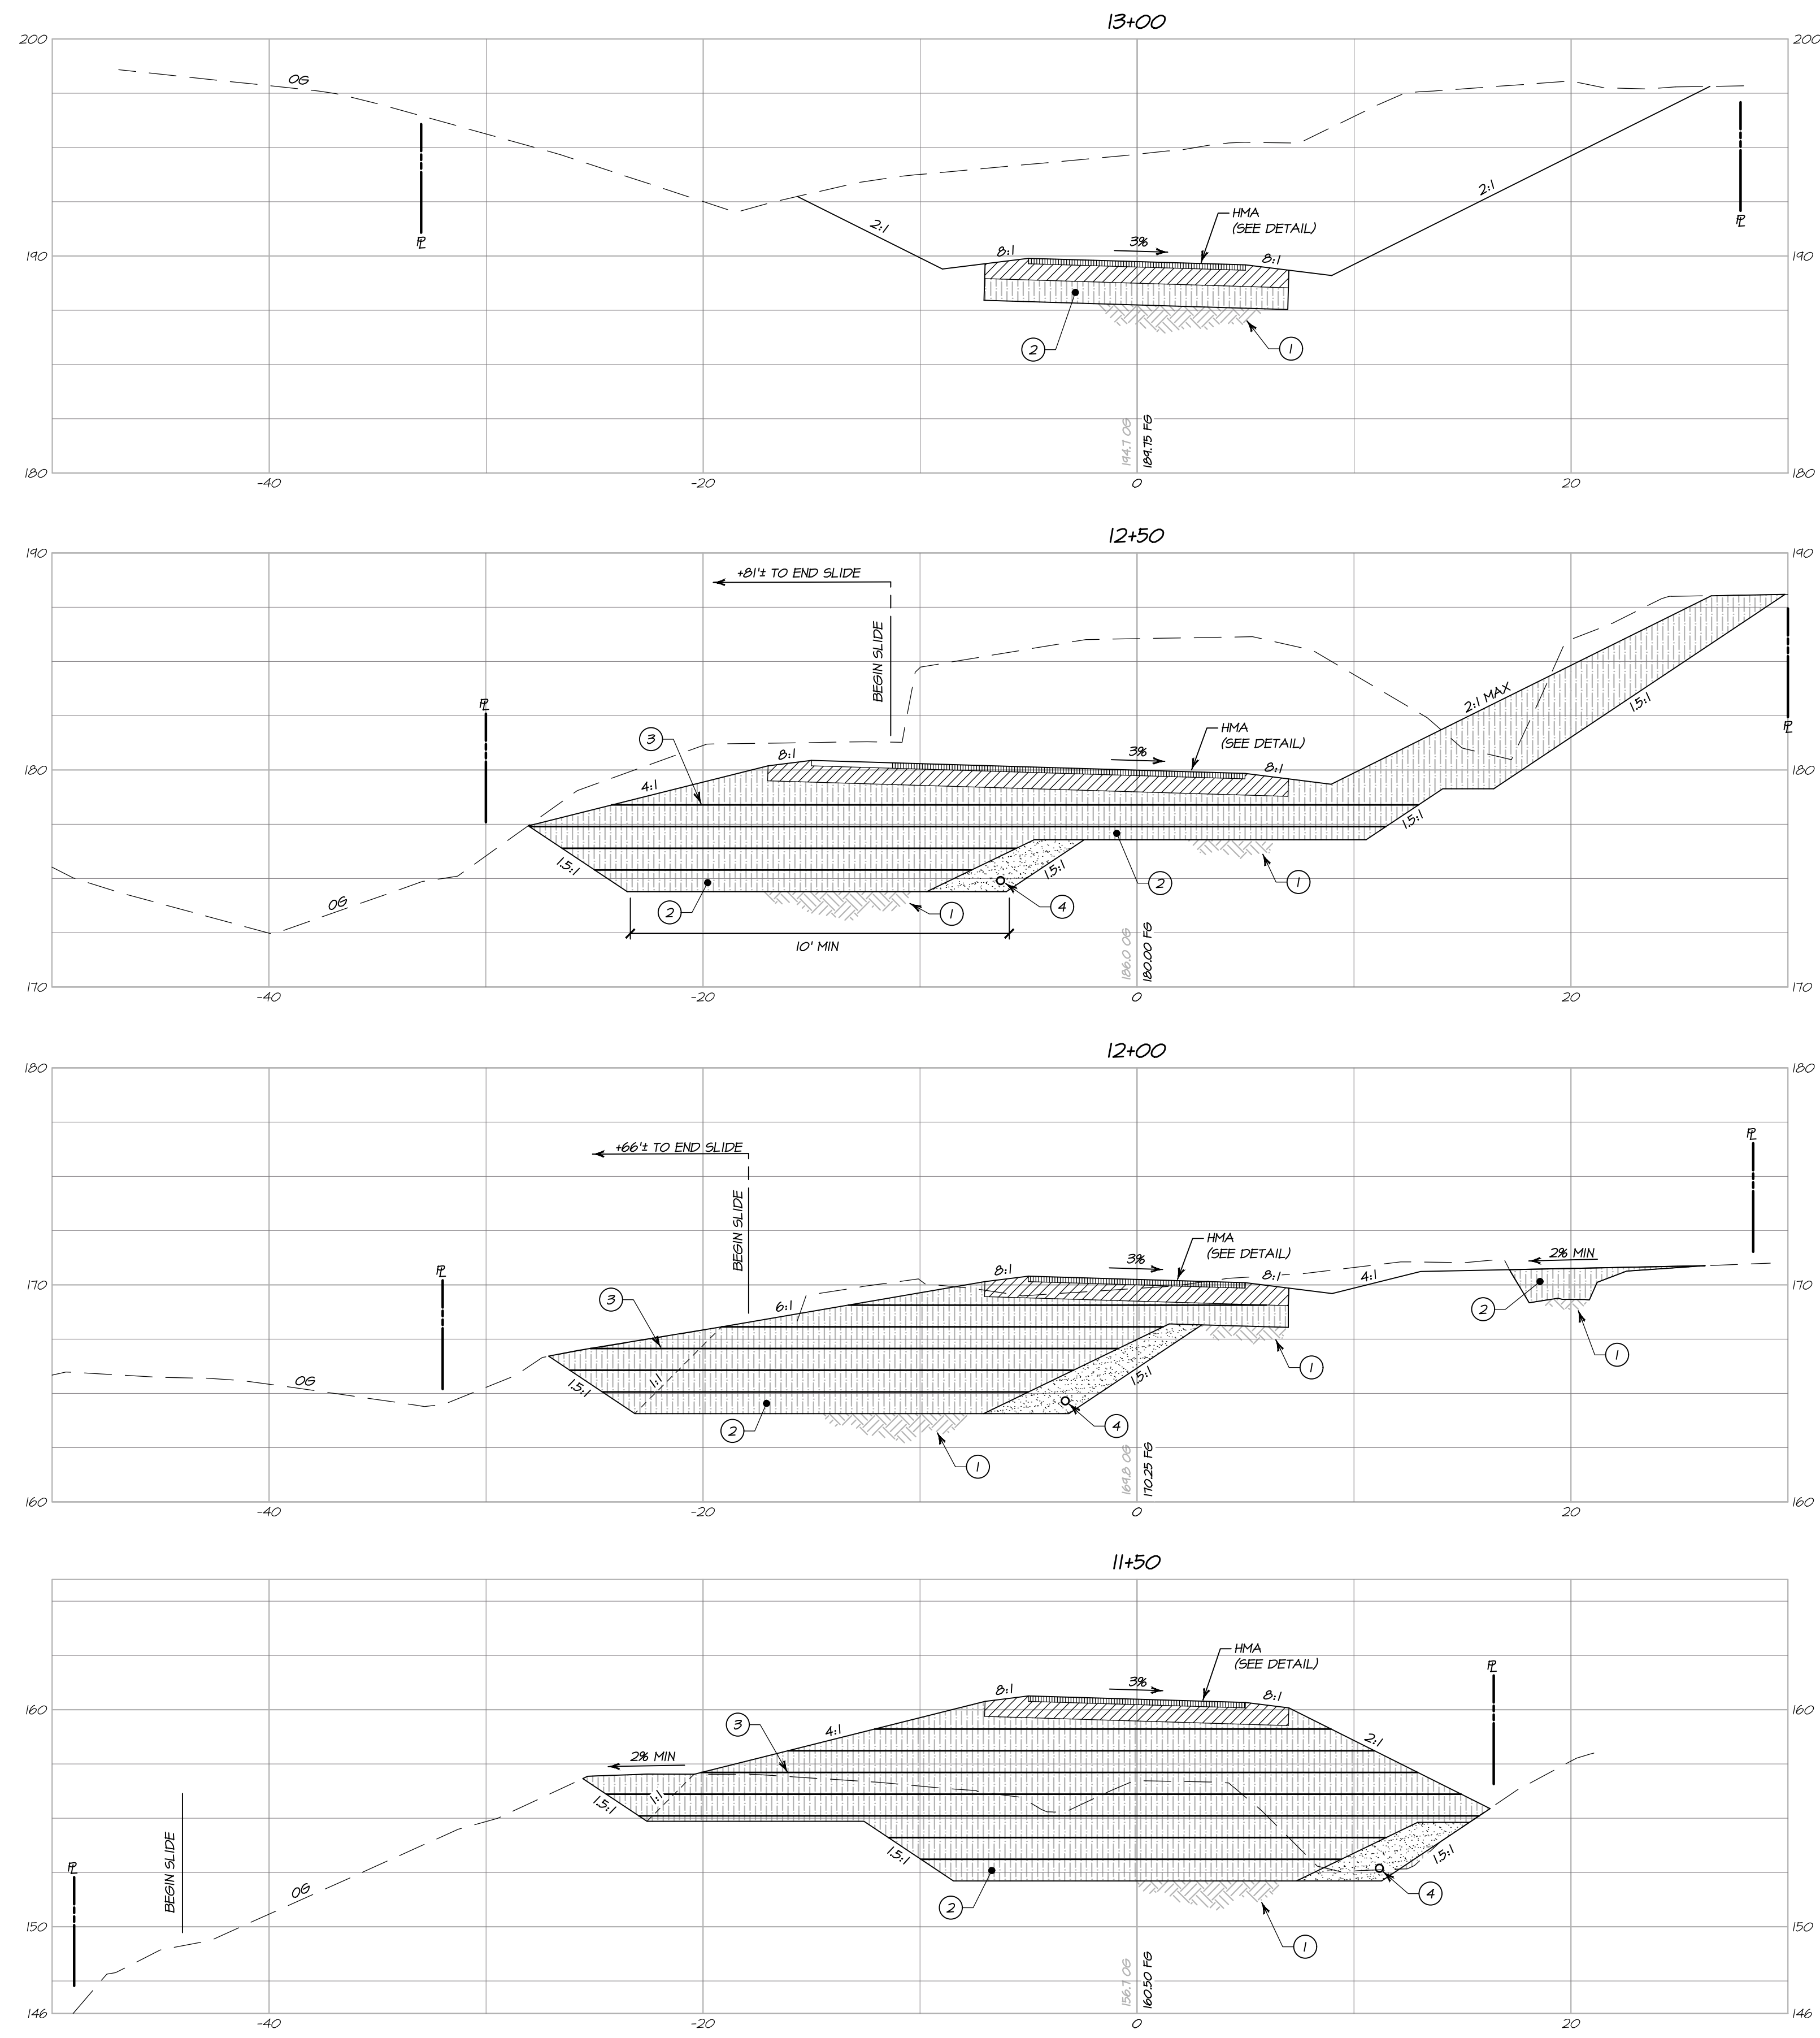 13+00
200
200
OG
2:1
2:1
HMA
(SEE DETAIL)
3%
8:1
8:1
190
190
PL
PL
2
1
194.7 OG
189.75 FG
180
180
-40
-20
0
20
12+50
190
190
+81'± TO END SLIDE
BEGIN SLIDE
PL
PL
3
HMA
(SEE DETAIL)
3%
8:1
8:1
2:1 MAX
1.5:1
180
180
4:1
1.5:1
1.5:1
1.5:1
OG
2
1
4
2
1
10' MIN
186.0 OG
180.00 FG
170
170
-40
-20
0
20
12+00
180
180
+66'± TO END SLIDE
BEGIN SLIDE
PL
PL
HMA
(SEE DETAIL)
3%
8:1
8:1
4:1
2% MIN
170
170
3
6:1
2
1
1
OG
1.5:1
1:1
1.5:1
2
4
1
169.8 OG
170.25 FG
160
160
-40
-20
0
20
11+50
HMA
(SEE DETAIL)
PL
3%
8:1
8:1
160
160
3
4:1
2:1
2% MIN
1.5:1
1:1
1.5:1
1.5:1
BEGIN SLIDE
PL
OG
2
4
1
150
150
156.7 OG
160.50 FG
146
146
-40
-20
0
20